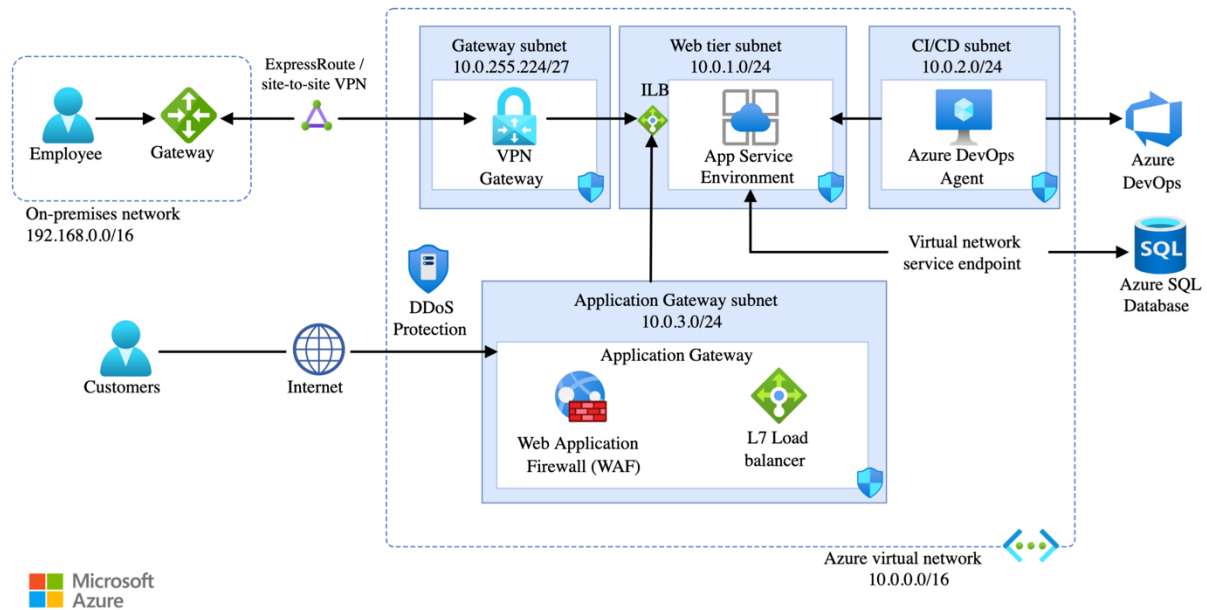 Gateway subnet
10.0.255.224/27
Web tier subnet
10.0.1.0/24
CI/CD subnet
10.0.2.0/24
ExpressRoute /
site-to-site VPN
ILB
Employee
Gateway
VPN
Gateway
App Service
Environment
Azure DevOps
Agent
Azure
DevOps
On-premises network
192.168.0.0/16
Virtual network
service endpoint
SQL
Azure SQL
Database
DDoS
Protection
Application Gateway subnet
10.0.3.0/24
Application Gateway
Customers
Internet
Web Application
Firewall (WAF)
L7 Load
balancer
Azure virtual network
10.0.0.0/16
Microsoft
Azure